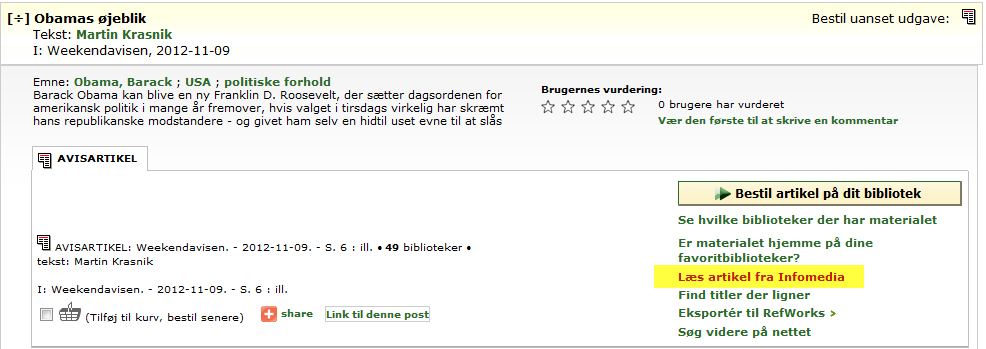 [÷] Obamas øjeblik
Bestil uanset udgave:
Tekst: Martin Krasnik
I: Weekendavisen, 2012-11-09
Emne: Obama, Barack ; USA ; politiske forhold
Barack Obama kan blive en ny Franklin D. Roosevelt, der sætter dagsordenen for
amerikansk politik i mange år fremover, hvis valget i tirsdags virkelig har skræmt
hans republikanske modstandere - og givet ham selv en hidtil uset evne til at slås
Brugernes vurdering:
0 brugere har vurderet
Vær den første til at skrive en kommentar
AVISARTIKEL
AVISARTIKEL: Weekendavisen. - 2012-11-09. - S. 6 : ill. • 49 biblioteker •
tekst: Martin Krasnik
I: Weekendavisen. - 2012-11-09. - S. 6 : ill.
(Tilføj til kurv, bestil senere)
share
Link til denne post
Bestil artikel på dit bibliotek
Se hvilke biblioteker der har materialet
Er materialet hjemme på dine
favoritbiblioteker?
Læs artikel fra Infomedia
Find titler der ligner
Eksportér til RefWorks >
Søg videre på nettet